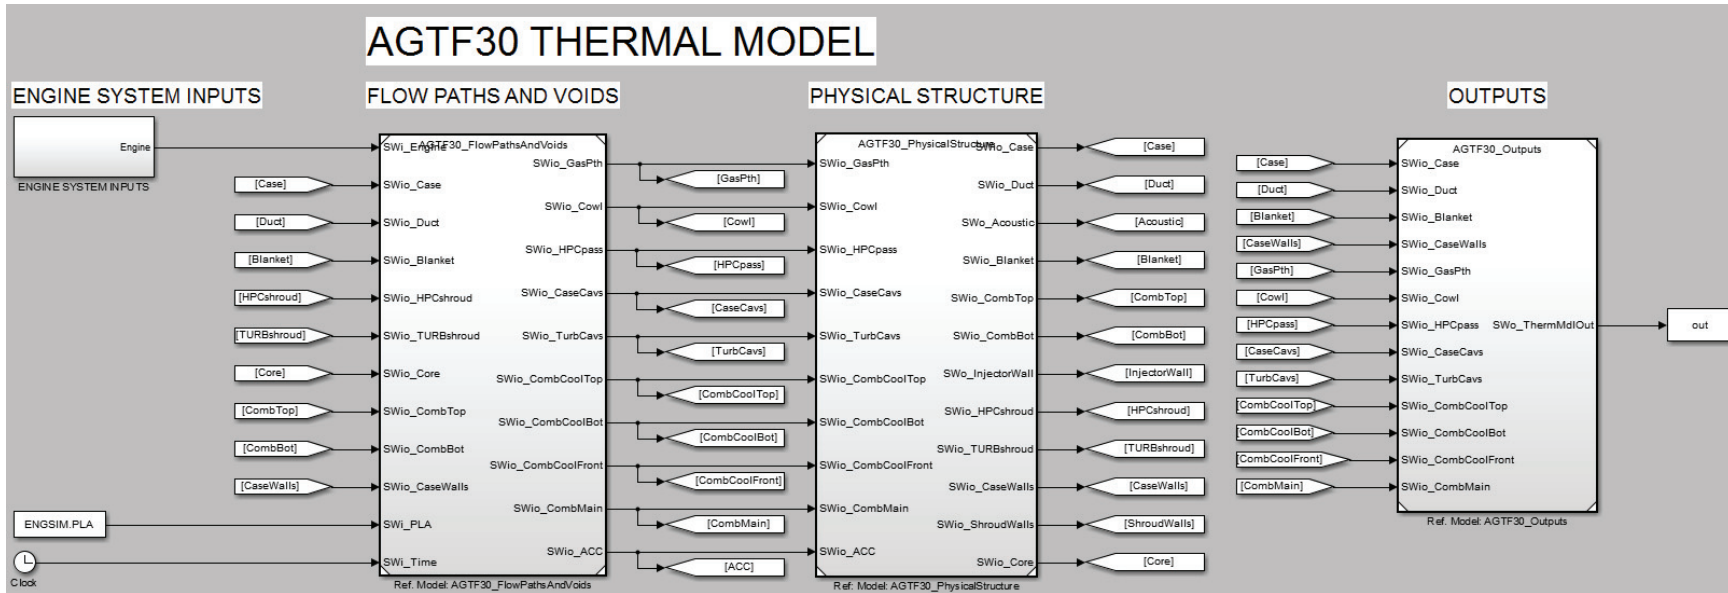 AGTF30 THERMAL MODEL
ENGINE SYSTEM INPUTS
FLOW PATHS AND VOIDS
PHYSICAL STRUCTURE
OUTPUTS
Engine
ENGINE SYSTEM INPUTS
[Case]
[Duct]
[Blanket]
[HPCshroud]
[TURBshroud]
[Core]
[CombTop]
[CombBot]
[CaseWalls]
ENGSIM.PLA
Clock
AGTF30_FlowPathsAndVoids
SWi_Engine
SWio_Case
SWio_Duct
SWio_Blanket
SWio_HPCshroud
SWio_TURBshroud
SWio_Core
SWio_CombTop
SWio_CombBot
SWio_CaseWalls
SWi_PLA
SWi_Time
SWio_GasPth
SWio_Cowl
SWio_HPCpass
SWio_CaseCavs
SWio_TurbCavs
SWio_CombCoolTop
SWio_CombCoolBot
SWio_CombCoolFront
SWio_CombMain
SWio_ACC
Ref. Model: AGTF30_FlowPathsAndVoids
[GasPth]
[Cowl]
[HPCpass]
[CaseCavs]
[TurbCavs]
[CombCoolTop]
[CombCoolBot]
[CombCoolFront]
[CombMain]
[ACC]
AGTF30_PhysicalStructure
SWio_GasPth
SWio_Cowl
SWio_HPCpass
SWio_CaseCavs
SWio_TurbCavs
SWio_CombCoolTop
SWio_CombCoolBot
SWio_CombCoolFront
SWio_CombMain
SWio_ACC
SWio_Case
SWio_Duct
SWo_Acoustic
SWio_Blanket
SWio_CombTop
SWio_CombBot
SWo_InjectorWall
SWio_HPCshroud
SWio_TURBshroud
SWio_CaseWalls
SWio_ShroudWalls
SWio_Core
Ref: Model: AGTF30_PhysicalStructure
[Case]
[Duct]
[Acoustic]
[Blanket]
[CombTop]
[CombBot]
[InjectorWall]
[HPCshroud]
[TURBshroud]
[CaseWalls]
[ShroudWalls]
[Core]
[Case]
[Duct]
[Blanket]
[CaseWalls]
[GasPth]
[Cowl]
[HPCpass]
[CaseCavs]
[TurbCavs]
[CombCoolTop]
[CombCoolBot]
[CombCoolFront]
[CombMain]
AGTF30_Outputs
SWio_Case
SWio_Duct
SWio_Blanket
SWio_CaseWalls
SWio_GasPth
SWio_Cowl
SWio_HPCpass
SWio_CaseCavs
SWio_TurbCavs
SWio_CombCoolTop
SWio_CombCoolBot
SWio_CombCoolFront
SWio_CombMain
SWo_ThermMdlOut
Ref. Model: AGTF30_Outputs
out